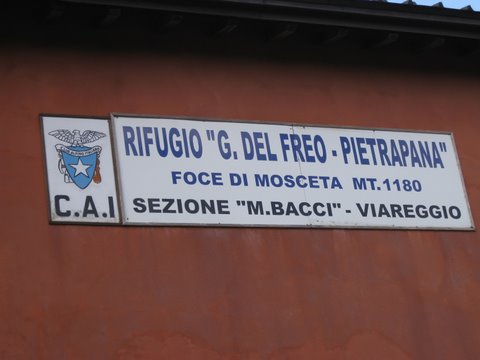 C.A.I
RIFUGIO "G. DEL FREO - PIETRAPANA"
FOCE DI MOSCETA MT.1180
SEZIONE "M.BACCI" - VIAREGGIO